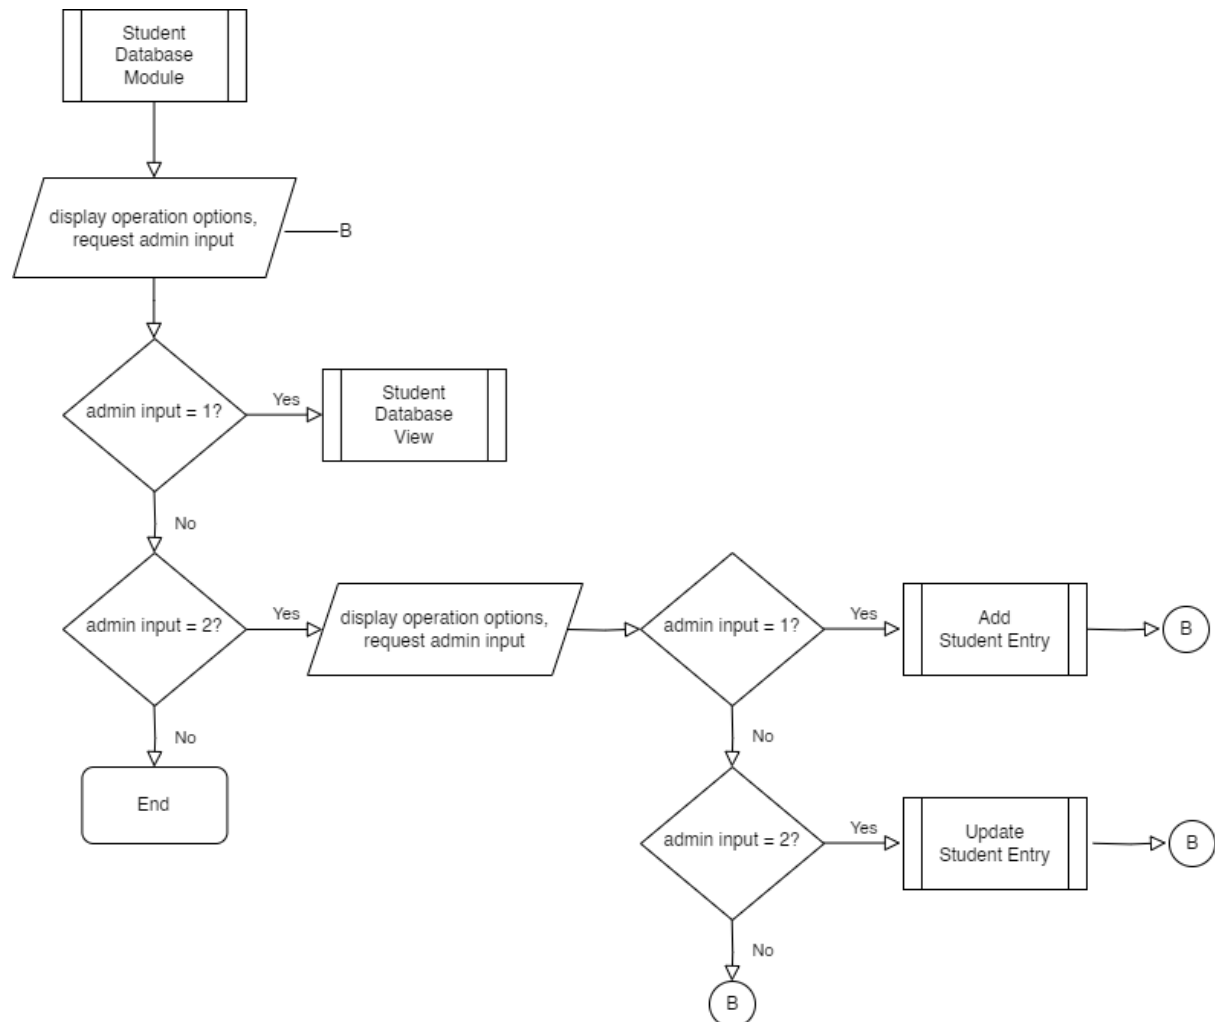 Student
Database
Module
display operation options,
request admin input
B
admin input = 1?
Yes
Student
Database
View
No
admin input = 2?
Yes
display operation options,
request admin input
admin input = 1?
Yes
Add
Student Entry
B
No
No
End
admin input = 2?
Yes
Update
Student Entry
B
No
B